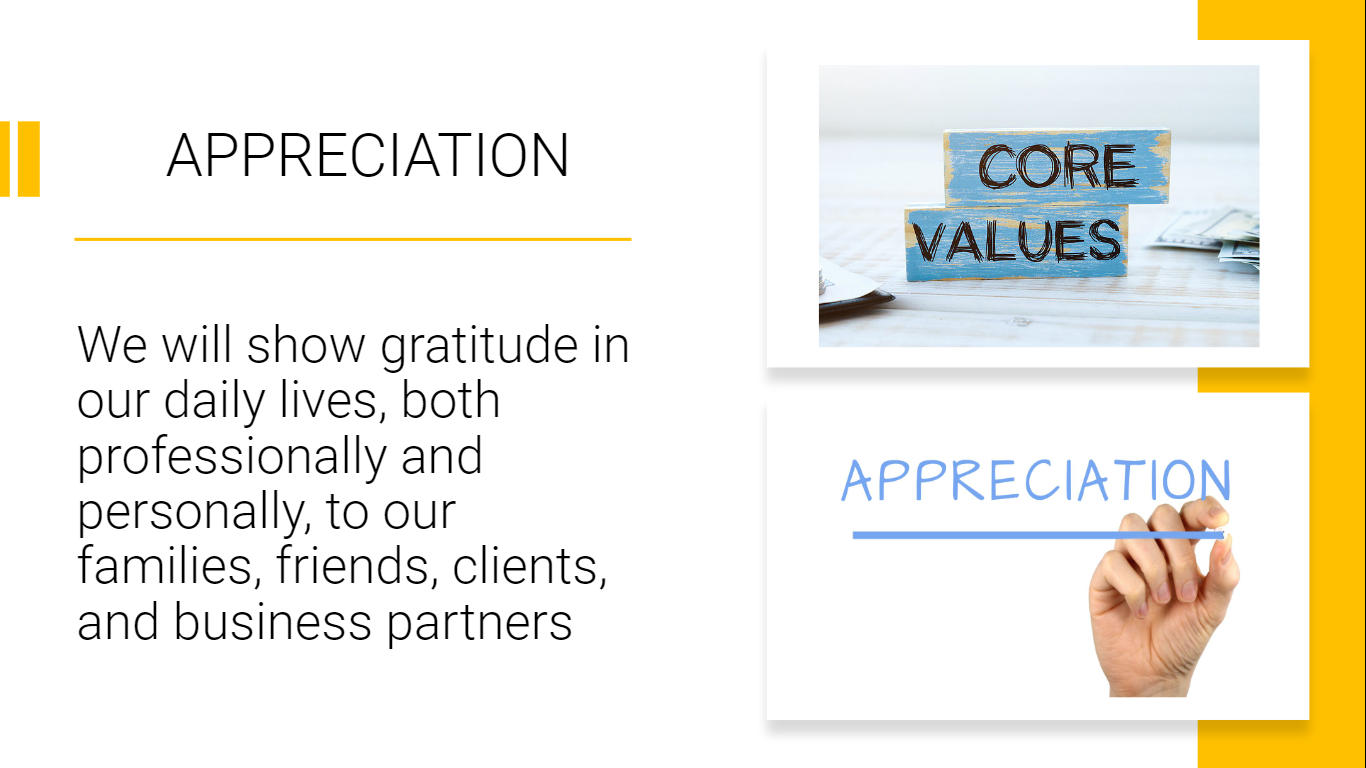 APPRECIATION
We will show gratitude in
our daily lives, both
professionally and
personally, to our
families, friends, clients,
and business partners
CORE
VALUES
APPRECIATION